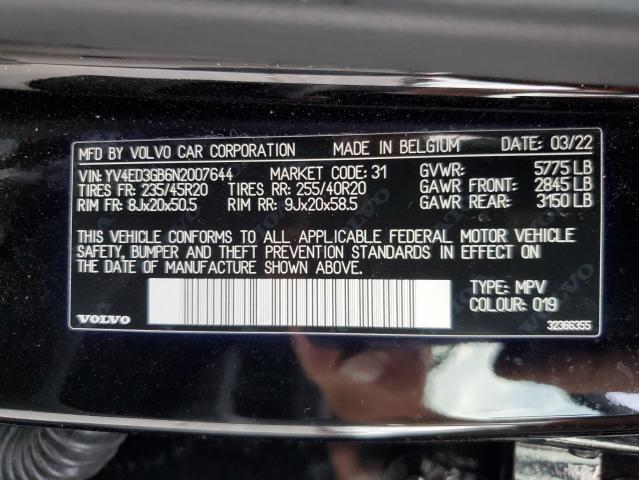 MFD BY VOLVO CAR CORPORATION MADE IN BELGIUM DATE: 03/22
VIN: YV4ED3GB6N2007644 MARKET CODE: 31 GVWR: 5775 LB
TIRES FR: 235/45R20 TIRES RR: 255/40R20 GAWR FRONT: 2845 LB
RIM FR: 8Jx20x50.5 RIM RR: 9Jx20x58.5 GAWR REAR: 3150 LB
THIS VEHICLE CONFORMS TO ALL APPLICABLE FEDERAL MOTOR VEHICLE
SAFETY, BUMPER AND THEFT PREVENTION STANDARDS IN EFFECT ON
THE DATE OF MANUFACTURE SHOWN ABOVE.
TYPE: MPV
COLOUR: 019
VOLVO 32366355